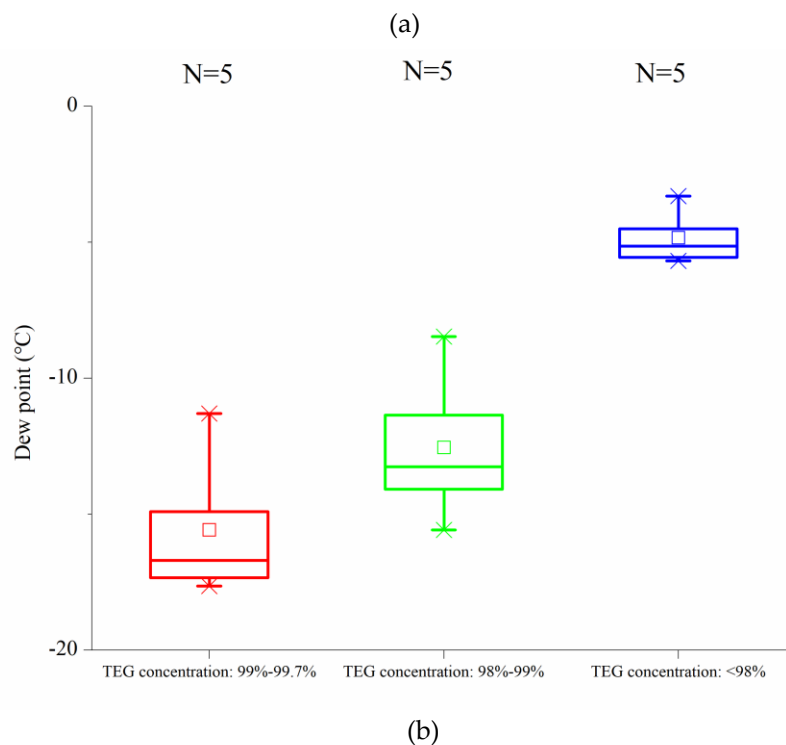 (a)
N=5 N=5 N=5
0
-10
-20
Dew point (℃)
TEG concentration: 99%-99.7% TEG concentration: 98%-99% TEG concentration: <98%
(b)